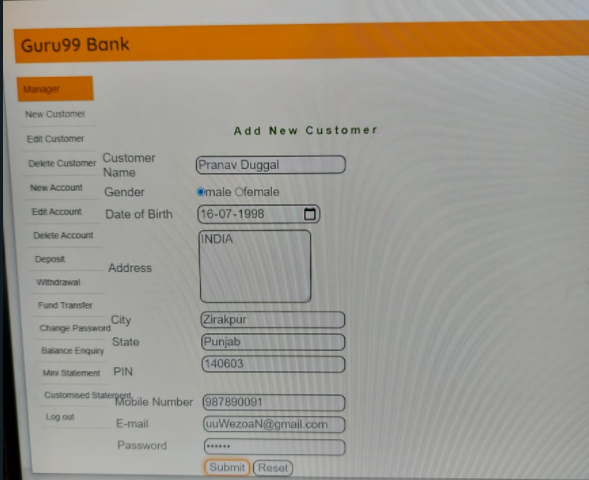 Guru99 Bank
Manager
New Customer
Edit Customer
Delete Customer
New Account
Edit Account
Delete Account
Deposit
Withdrawal
Fund Transfer
Change Password
Balance Enquiry
Mini Statement
Customised Statement
Log out
Add New Customer
Customer Name Pranav Duggal
Gender male female
Date of Birth 16-07-1998
Address INDIA
City Zirakpur
State Punjab
PIN 140603
Mobile Number 987890091
E-mail uuWezoaN@gmail.com
Password ••••••
Submit Reset